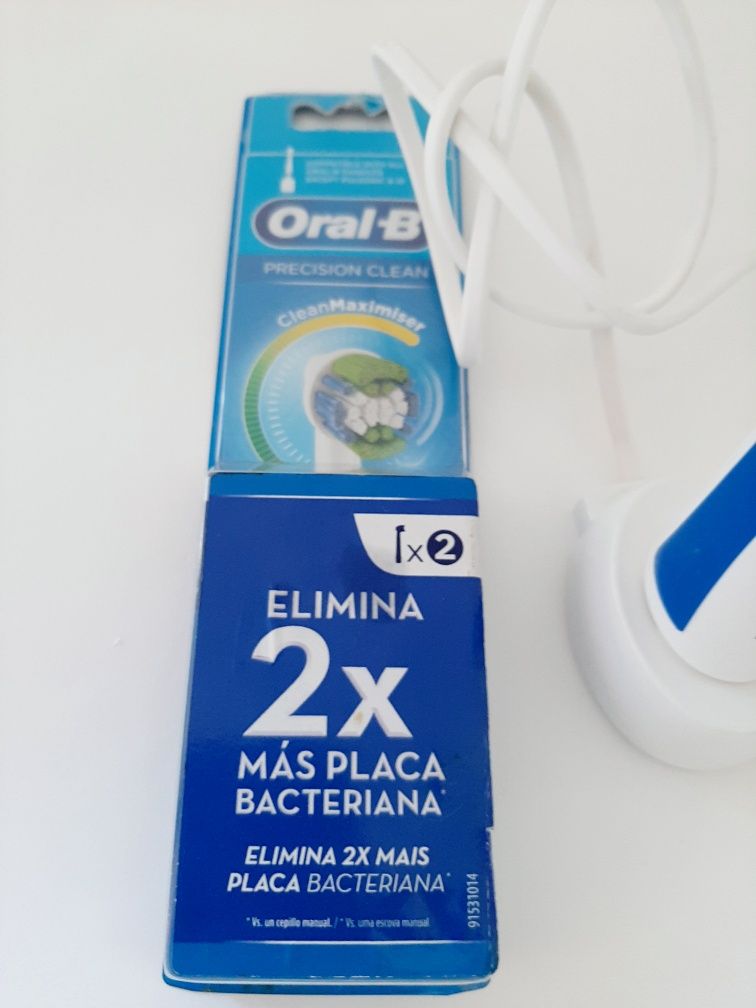 Oral-B
PRECISION CLEAN
CleanMaximiser
x2
ELIMINA
2x
MÁS PLACA
BACTERIANA*
ELIMINA 2X MAIS
PLACA BACTERIANA*
* Vs. un cepillo manual. / * Vs. uma escova manual.
91531014